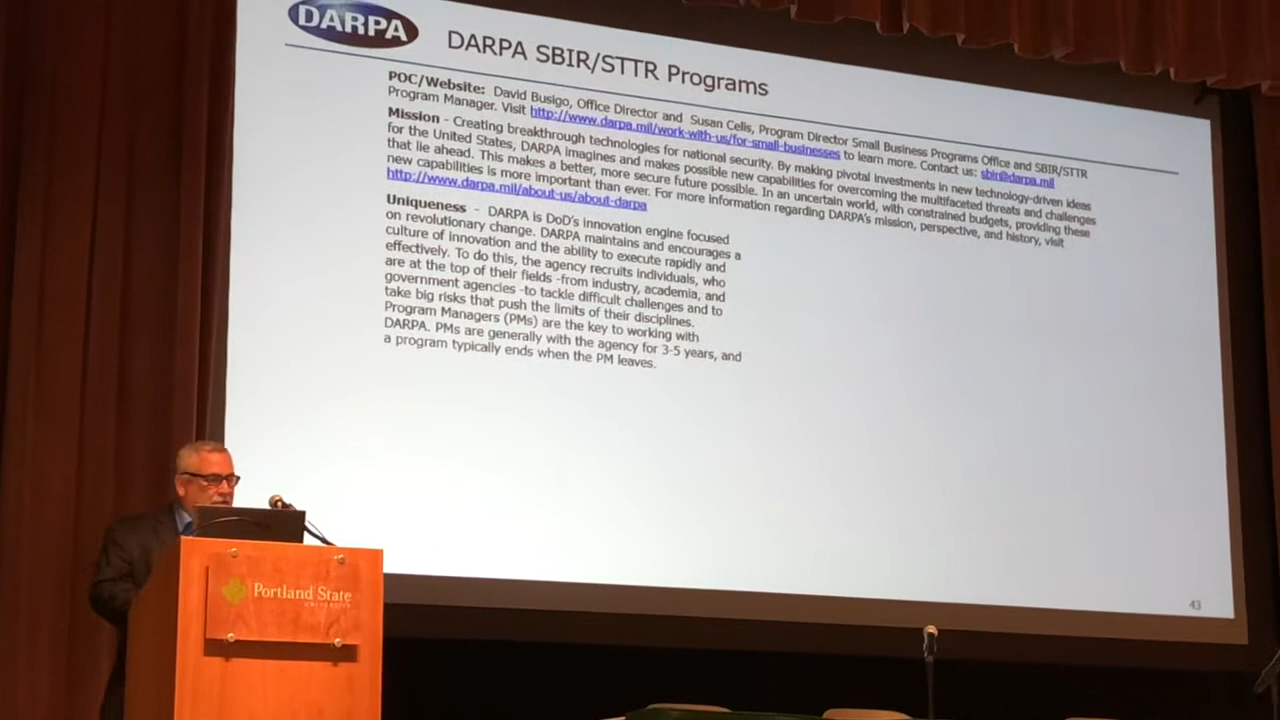 DARPA
DARPA SBIR/STTR Programs
POC/Website: David Busigo, Office Director and Susan Celis, Program Director Small Business Programs Office and SBIR/STTR
Program Manager. Visit http://www.darpa.mil/work-with-us/for-small-businesses to learn more. Contact us: sbir@darpa.mil
Mission - Creating breakthrough technologies for national security. By making pivotal investments in new technology-driven ideas
for the United States, DARPA imagines and makes possible new capabilities for overcoming the multifaceted threats and challenges
that lie ahead. This makes a better, more secure future possible. In an uncertain world, with constrained budgets, providing these
new capabilities is more important than ever. For more information regarding DARPA's mission, perspective, and history, visit
http://www.darpa.mil/about-us/about-darpa
Uniqueness - DARPA is DoD's innovation engine focused
on revolutionary change. DARPA maintains and encourages a
culture of innovation and the ability to execute rapidly and
effectively. To do this, the agency recruits individuals, who
are at the top of their fields -from industry, academia, and
government agencies -to tackle difficult challenges and to
take big risks that push the limits of their disciplines.
Program Managers (PMs) are the key to working with
DARPA. PMs are generally with the agency for 3-5 years, and
a program typically ends when the PM leaves.
43
Portland State
UNIVERSITY